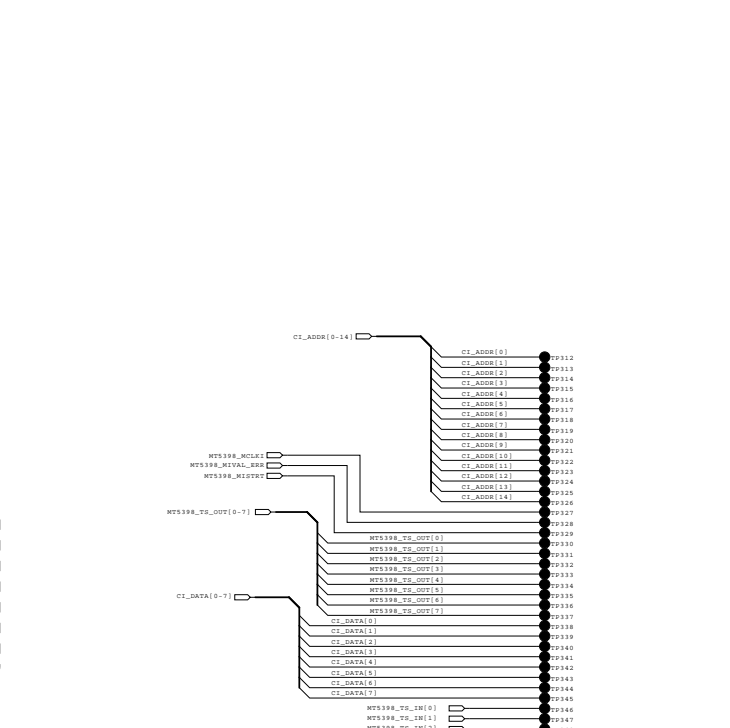 CI_ADDR[0-14]
CI_ADDR[0]
TP312
CI_ADDR[1]
TP313
CI_ADDR[2]
TP314
CI_ADDR[3]
TP315
CI_ADDR[4]
TP316
CI_ADDR[5]
TP317
CI_ADDR[6]
TP318
CI_ADDR[7]
TP319
CI_ADDR[8]
TP320
CI_ADDR[9]
TP321
MT5398_MCLKI
CI_ADDR[10]
TP322
MT5398_MIVAL_ERR
CI_ADDR[11]
TP323
MT5398_MISTRT
CI_ADDR[12]
TP324
CI_ADDR[13]
TP325
CI_ADDR[14]
TP326
MT5398_TS_OUT[0-7]
TP327
TP328
TP329
MT5398_TS_OUT[0]
TP330
MT5398_TS_OUT[1]
TP331
MT5398_TS_OUT[2]
TP332
MT5398_TS_OUT[3]
TP333
MT5398_TS_OUT[4]
TP334
MT5398_TS_OUT[5]
TP335
CI_DATA[0-7]
MT5398_TS_OUT[6]
TP336
MT5398_TS_OUT[7]
TP337
CI_DATA[0]
TP338
CI_DATA[1]
TP339
CI_DATA[2]
TP340
CI_DATA[3]
TP341
CI_DATA[4]
TP342
CI_DATA[5]
TP343
CI_DATA[6]
TP344
CI_DATA[7]
TP345
MT5398_TS_IN[0]
TP346
MT5398_TS_IN[1]
TP347